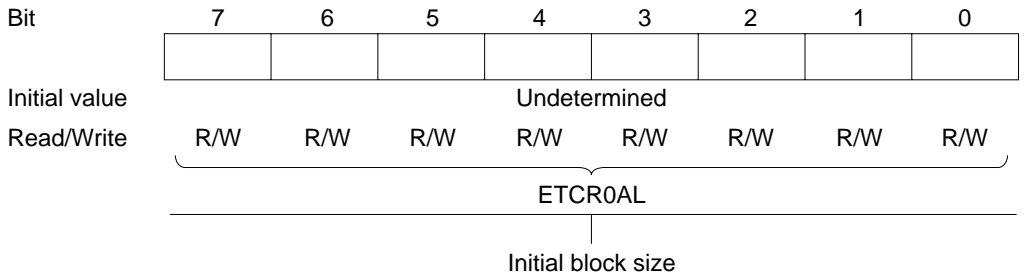 Bit 7 6 5 4 3 2 1 0
Initial value Undetermined
Read/Write R/W R/W R/W R/W R/W R/W R/W R/W
ETCR0AL
Initial block size